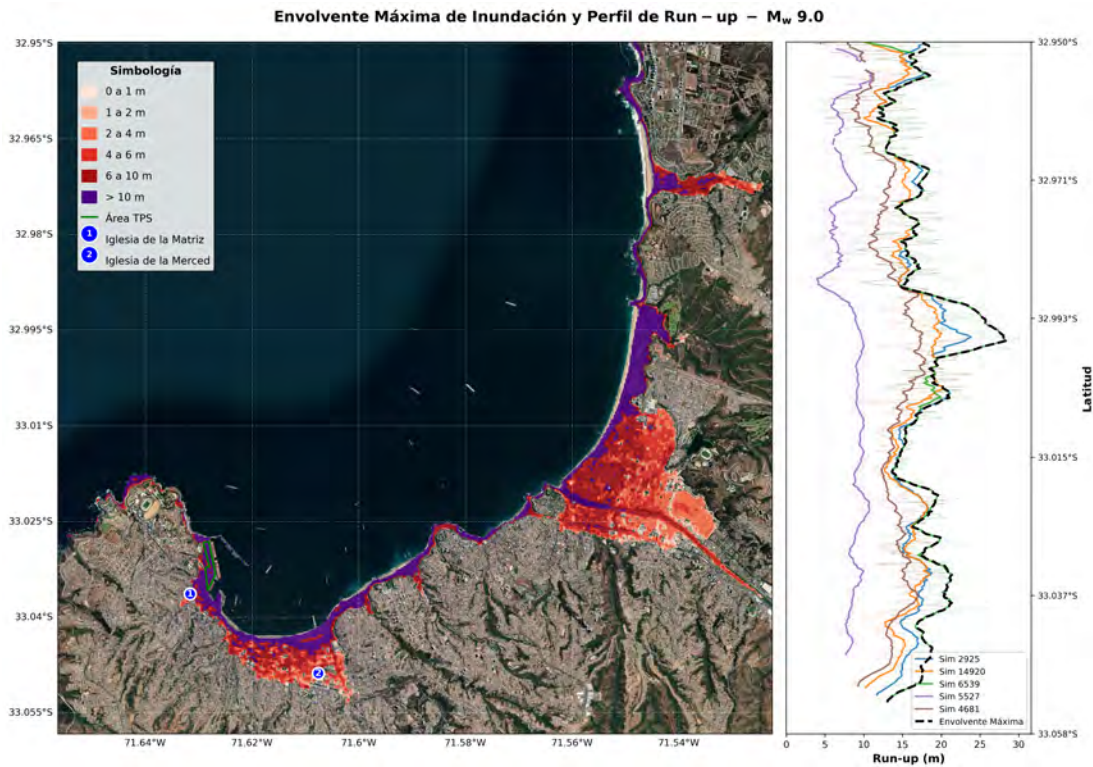 Envolvente Máxima de Inundación y Perfil de Run – up – Mw 9.0
32.95°S
32.965°S
32.98°S
32.995°S
33.01°S
33.025°S
33.04°S
33.055°S
Simbología
0 a 1 m
1 a 2 m
2 a 4 m
4 a 6 m
6 a 10 m
> 10 m
Área TPS
1 Iglesia de la Matriz
2 Iglesia de la Merced
1
2
71.64°W
71.62°W
71.6°W
71.58°W
71.56°W
71.54°W
32.950°S
32.971°S
32.993°S
33.015°S
33.037°S
33.058°S
Latitud
Sim 2925
Sim 14920
Sim 6539
Sim 5527
Sim 4681
Envolvente Máxima
0 5 10 15 20 25 30
Run-up (m)